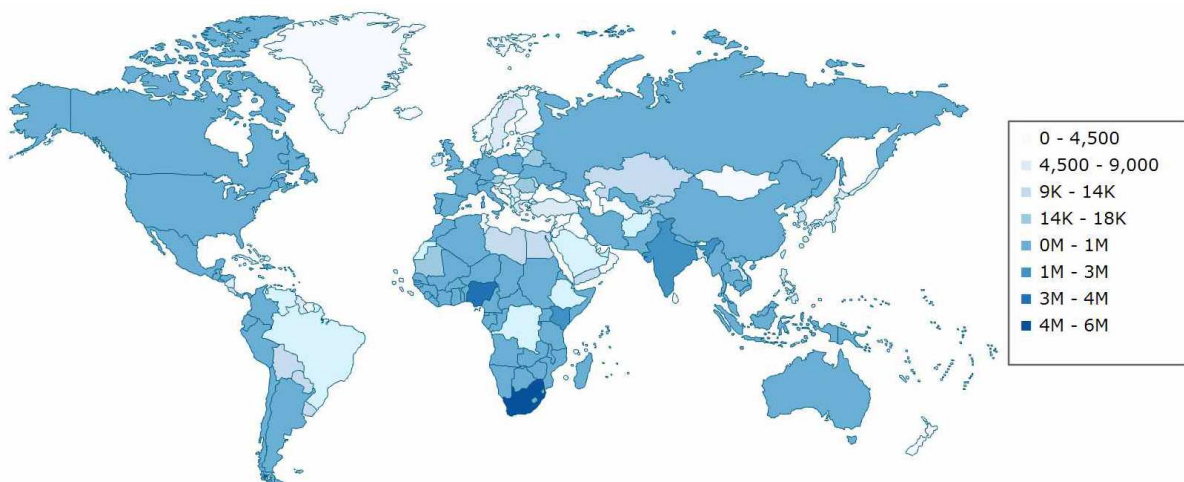 0 - 4,500
4,500 - 9,000
9K - 14K
14K - 18K
0M - 1M
1M - 3M
3M - 4M
4M - 6M